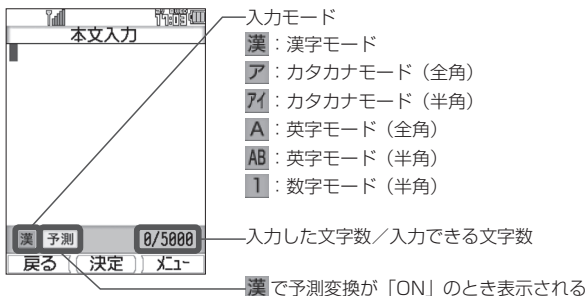 本文入力
漢 予測 0/5000
戻る 決定 メニュー
入力モード
漢：漢字モード
ア：カタカナモード（全角）
ｱｲ：カタカナモード（半角）
A：英字モード（全角）
AB：英字モード（半角）
1：数字モード（半角）
入力した文字数／入力できる文字数
漢で予測変換が「ON」のとき表示される